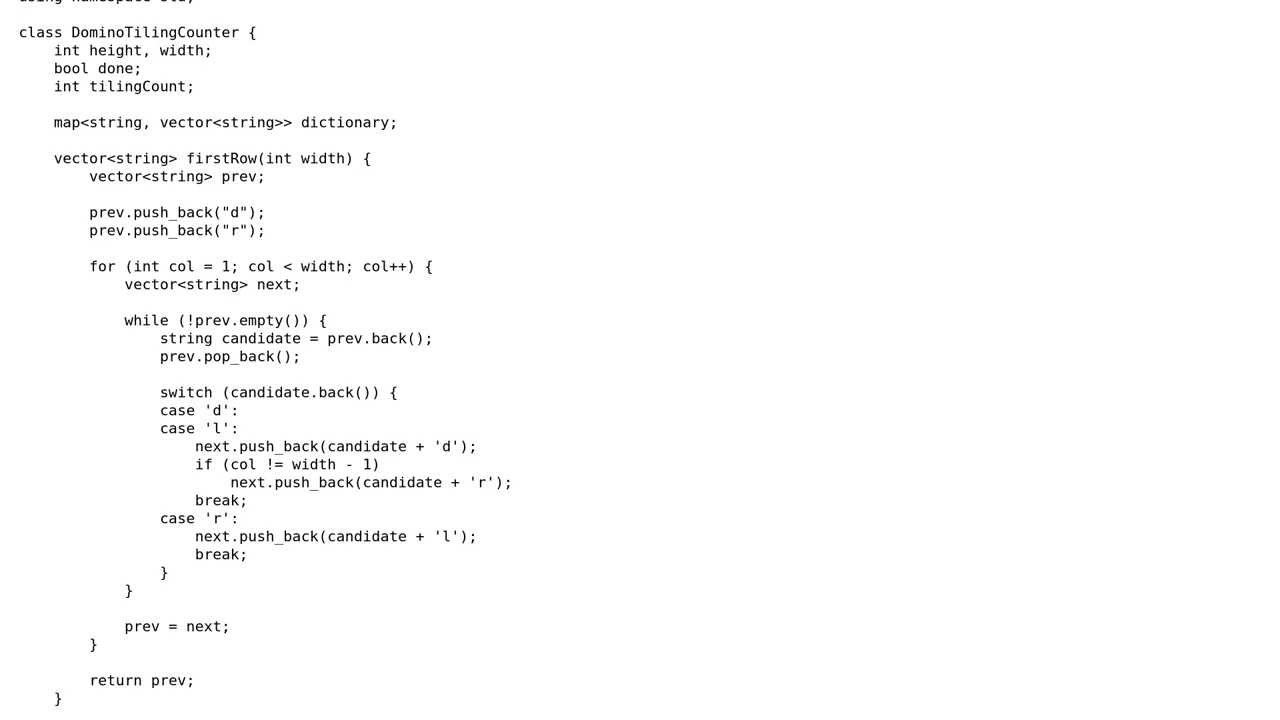 using namespace std;
class DominoTilingCounter {
    int height, width;
    bool done;
    int tilingCount;

    map<string, vector<string>> dictionary;

    vector<string> firstRow(int width) {
        vector<string> prev;

        prev.push_back("d");
        prev.push_back("r");

        for (int col = 1; col < width; col++) {
            vector<string> next;

            while (!prev.empty()) {
                string candidate = prev.back();
                prev.pop_back();

                switch (candidate.back()) {
                case 'd':
                case 'l':
                    next.push_back(candidate + 'd');
                    if (col != width - 1)
                        next.push_back(candidate + 'r');
                    break;
                case 'r':
                    next.push_back(candidate + 'l');
                    break;
                }
            }

            prev = next;
        }

        return prev;
    }